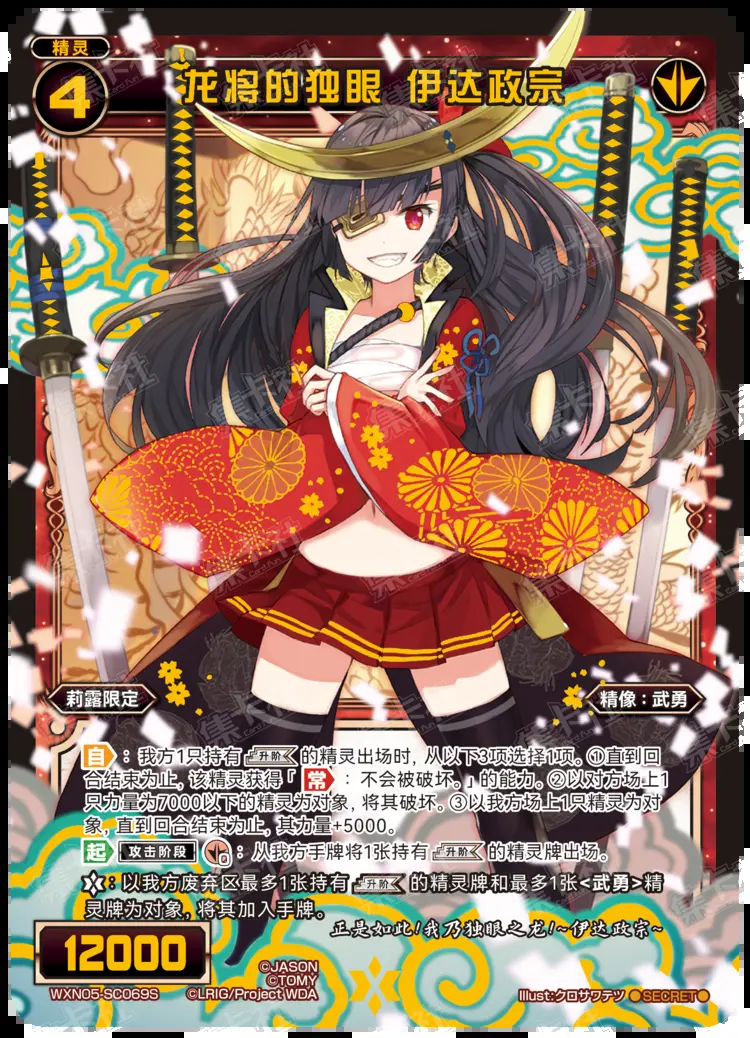 精灵
4
龙将的独眼 伊达政宗
莉露限定
精像：武勇
自：我方1只持有 升阶 的精灵出场时，从以下3项选择1项。①直到回
合结束为止，该精灵获得「常：不会被破坏。」的能力。②以对方场上1
只力量为7000以下的精灵为对象，将其破坏。③以我方场上1只精灵为对
象，直到回合结束为止，其力量+5000。
起 攻击阶段 ：从我方手牌将1张持有 升阶 的精灵牌出场。
：以我方废弃区最多1张持有 升阶 的精灵牌和最多1张<武勇>精
灵牌为对象，将其加入手牌。
正是如此!我乃独眼之龙!~伊达政宗~
12000
©JASON
©TOMY
WXN05-SC069S ©LRIG/Project WDA
Illust:クロサワテツ ●SECRET●
集卡社
Card Fun Club